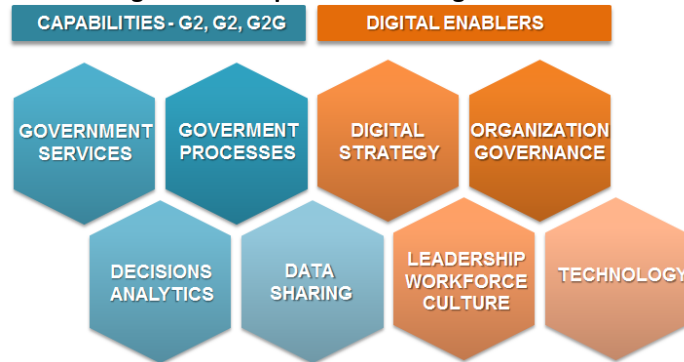 CAPABILITIES - G2, G2, G2G
DIGITAL ENABLERS
GOVERNMENT
SERVICES
GOVERMENT
PROCESSES
DIGITAL
STRATEGY
ORGANIZATION
GOVERNANCE
DECISIONS
ANALYTICS
DATA
SHARING
LEADERSHIP
WORKFORCE
CULTURE
TECHNOLOGY